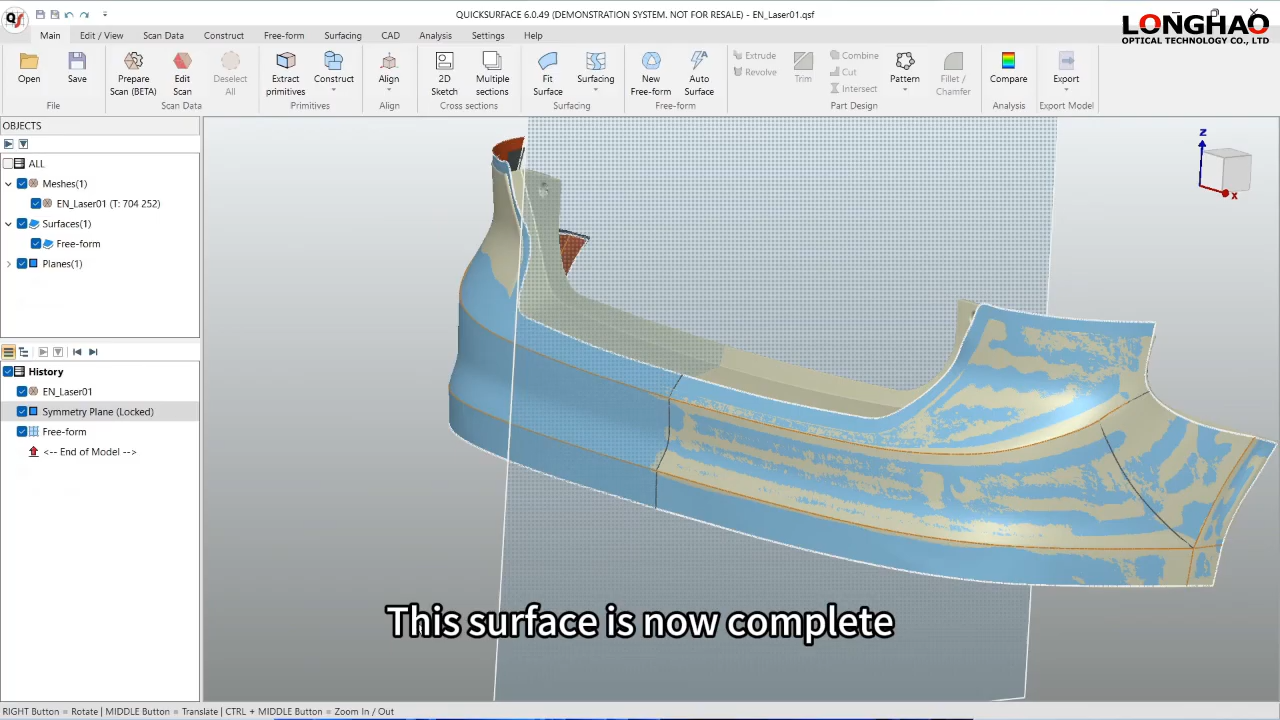 QUICKSURFACE 6.0.49 (DEMONSTRATION SYSTEM. NOT FOR RESALE) - EN_Laser01.qsf
LONGHAO
OPTICAL TECHNOLOGY CO., LTD
Main Edit / View Scan Data Construct Free-form Surfacing CAD Analysis Settings Help
Open Save Prepare Scan (BETA) Edit Scan Deselect All Extract primitives Construct Align 2D Sketch Multiple sections Fit Surface Surfacing New Free-form Auto Surface Extrude Revolve Trim Combine Cut Intersect Pattern Fillet / Chamfer Compare Export
File Scan Data Primitives Align Cross sections Surfacing Free-form Part Design Analysis Export Model
OBJECTS
ALL
Meshes(1)
EN_Laser01 (T: 704 252)
Surfaces(1)
Free-form
Planes(1)
History
EN_Laser01
Symmetry Plane (Locked)
Free-form
<-- End of Model -->
z
x
This surface is now complete
RIGHT Button = Rotate | MIDDLE Button = Translate | CTRL + MIDDLE Button = Zoom In / Out